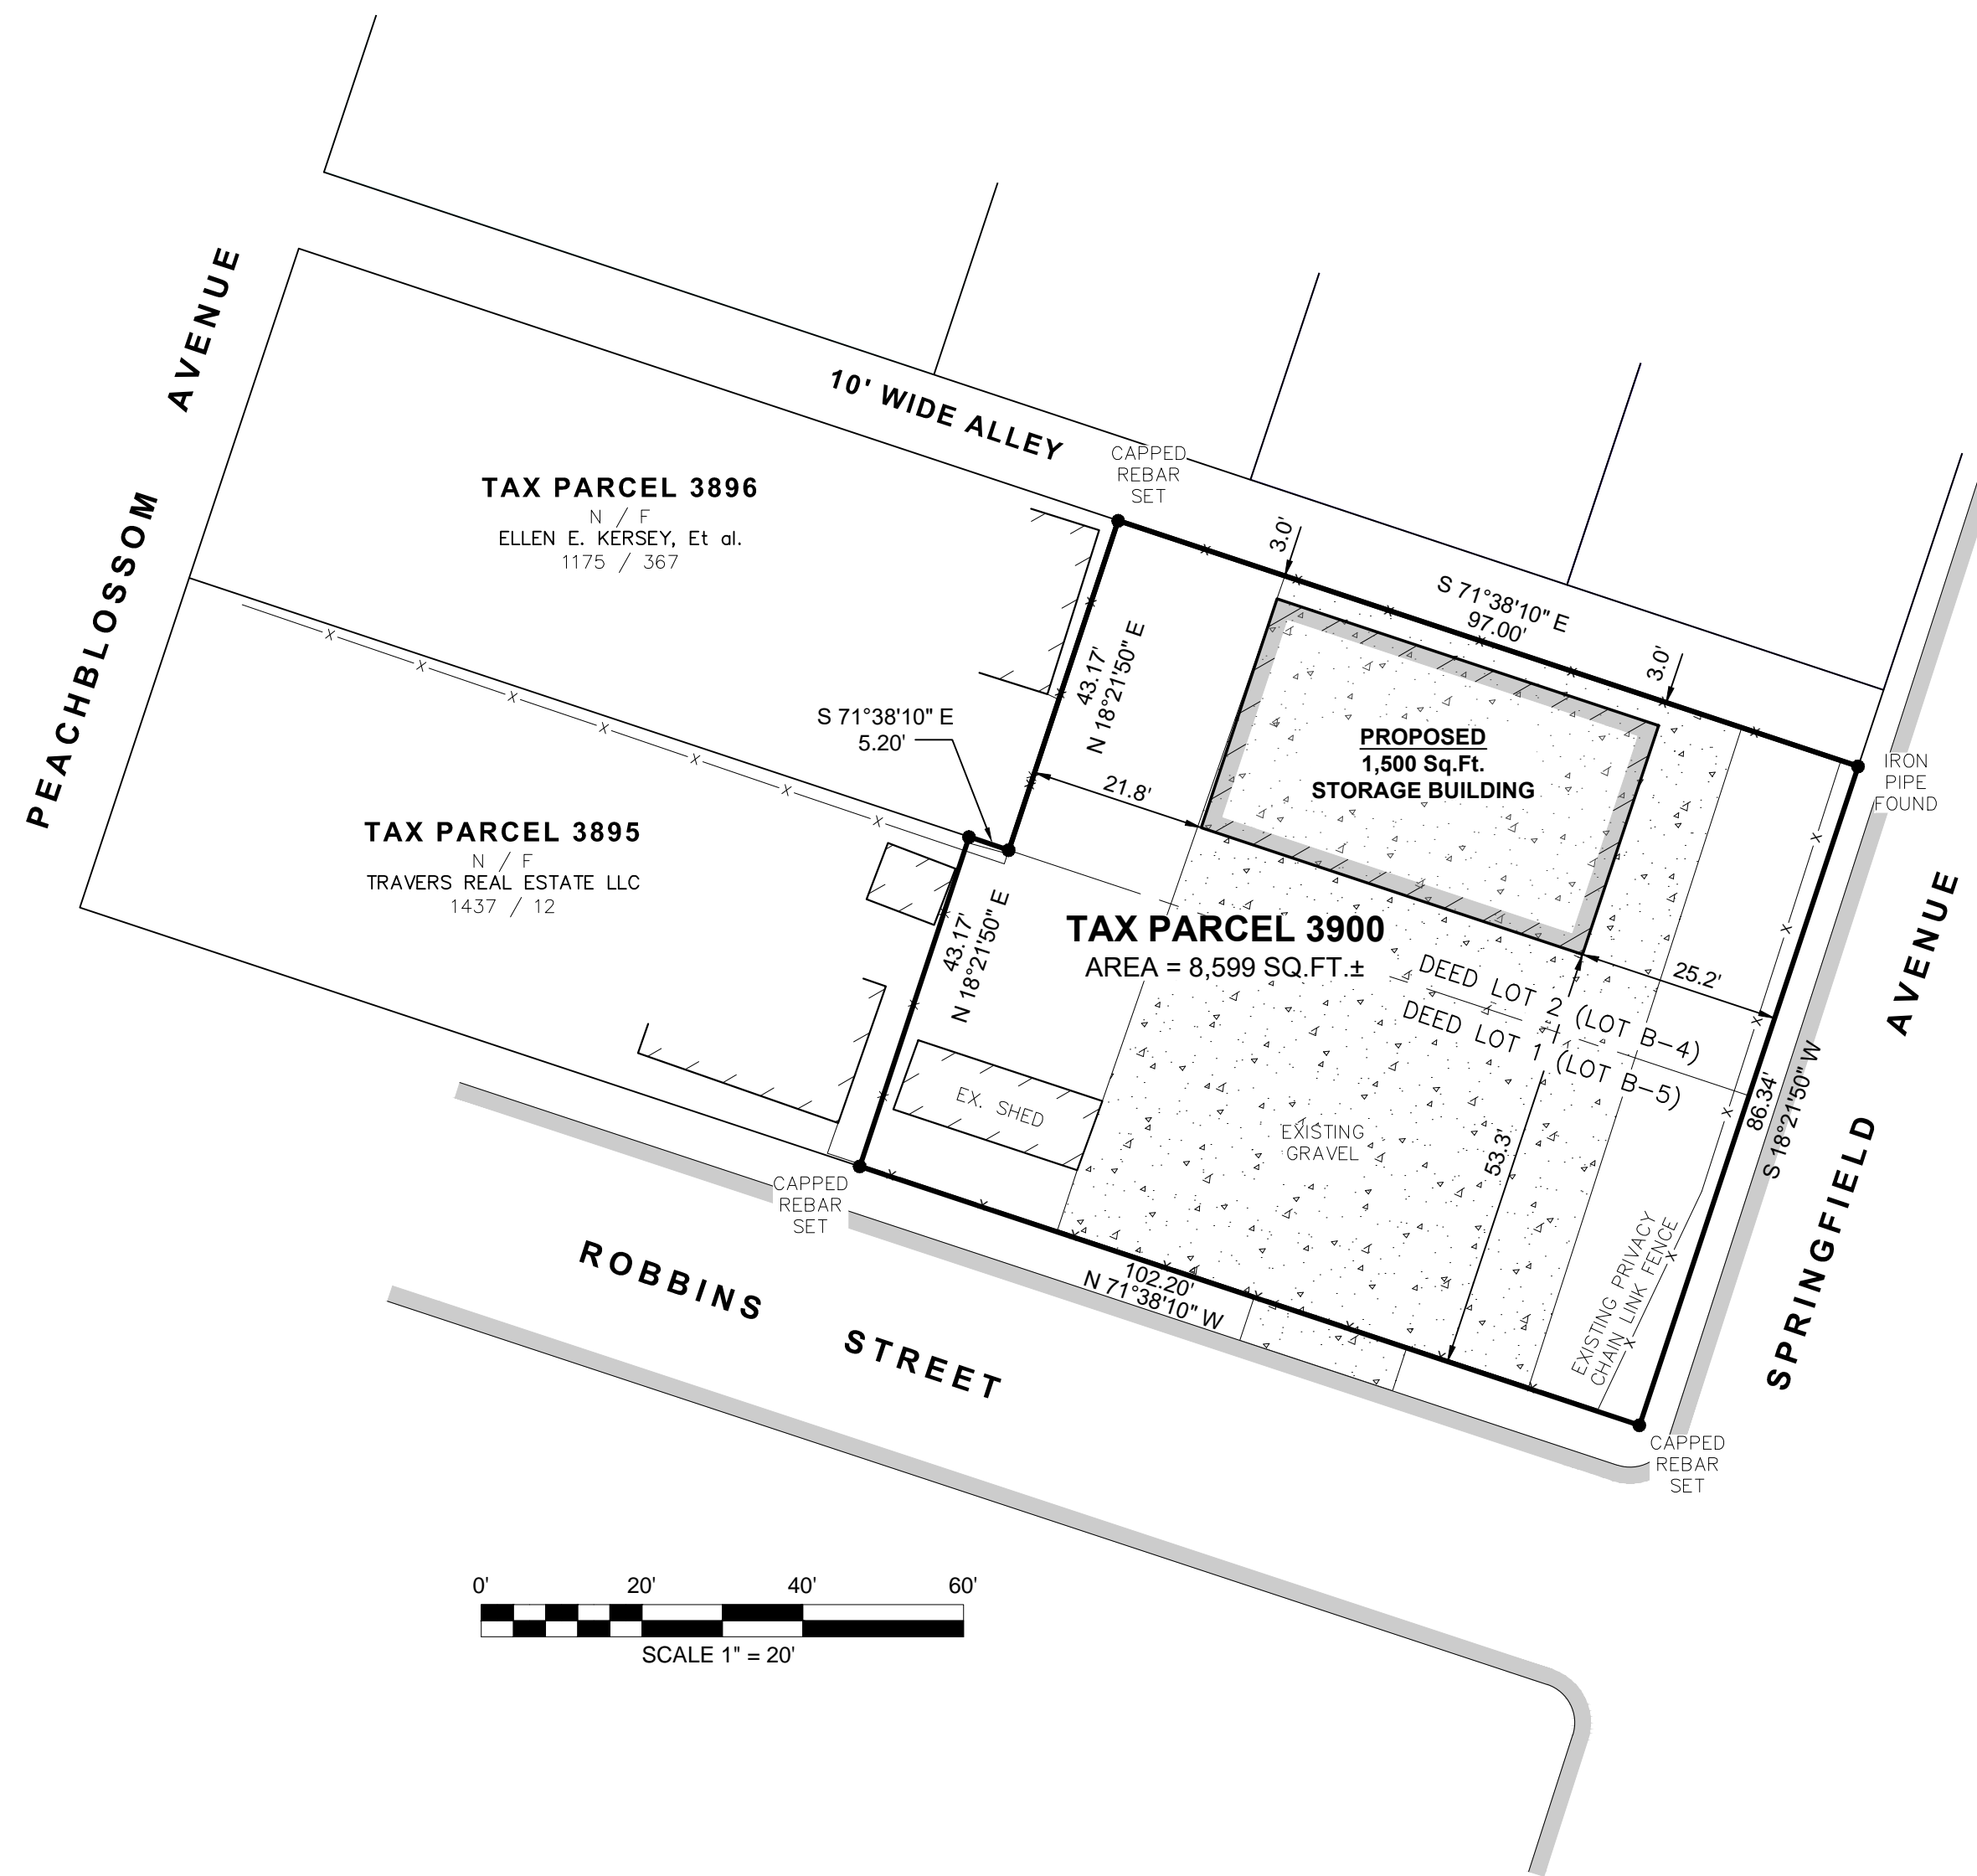 PEACHBLOSSOM AVENUE
10' WIDE ALLEY
CAPPED
REBAR
SET
TAX PARCEL 3896
N / F
ELLEN E. KERSEY, Et al.
1175 / 367
3.0'
S 71°38'10" E
97.00'
3.0'
43.17'
N 18°21'50" E
S 71°38'10" E
5.20'
21.8'
PROPOSED
1,500 Sq.Ft.
STORAGE BUILDING
IRON
PIPE
FOUND
TAX PARCEL 3895
N / F
TRAVERS REAL ESTATE LLC
1437 / 12
43.17'
N 18°21'50" E
TAX PARCEL 3900
AREA = 8,599 SQ.FT.±
DEED LOT 2 (LOT B-4)
DEED LOT 1 (LOT B-5)
25.2'
86.34'
S 18°21'50" W
SPRINGFIELD AVENUE
EX. SHED
EXISTING
GRAVEL
53.3'
EXISTING PRIVACY
CHAIN LINK FENCE
CAPPED
REBAR
SET
102.20'
N 71°38'10" W
ROBBINS STREET
CAPPED
REBAR
SET
0' 20' 40' 60'
SCALE 1" = 20'